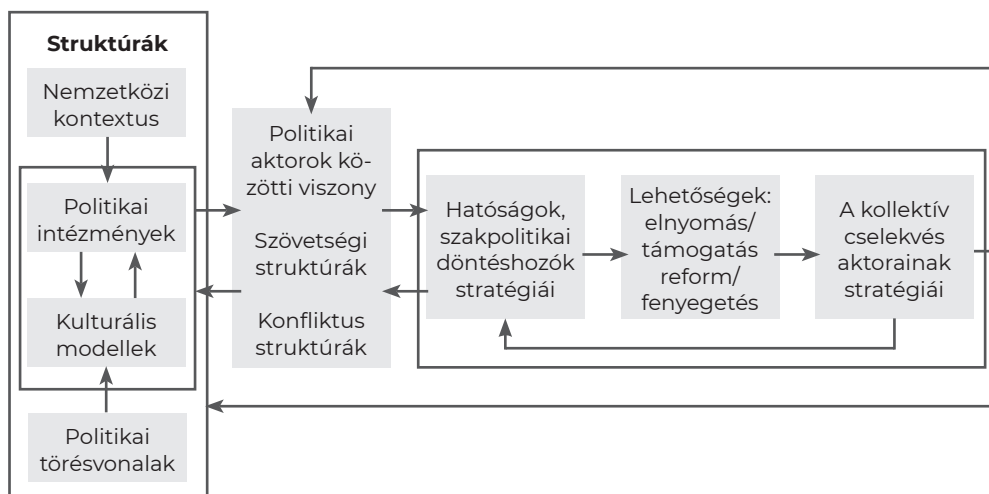 Struktúrák
Nemzetközi
kontextus
Politikai
intézmények
Kulturális
modellek
Politikai
törésvonalak
Politikai
aktorok kö-
zötti viszony
Szövetségi
struktúrák
Konfliktus
struktúrák
Hatóságok,
szakpolitikai
döntéshozók
stratégiái
Lehetőségek:
elnyomás/
támogatás
reform/
fenyegetés
A kollektív
cselekvés
aktorainak
stratégiái